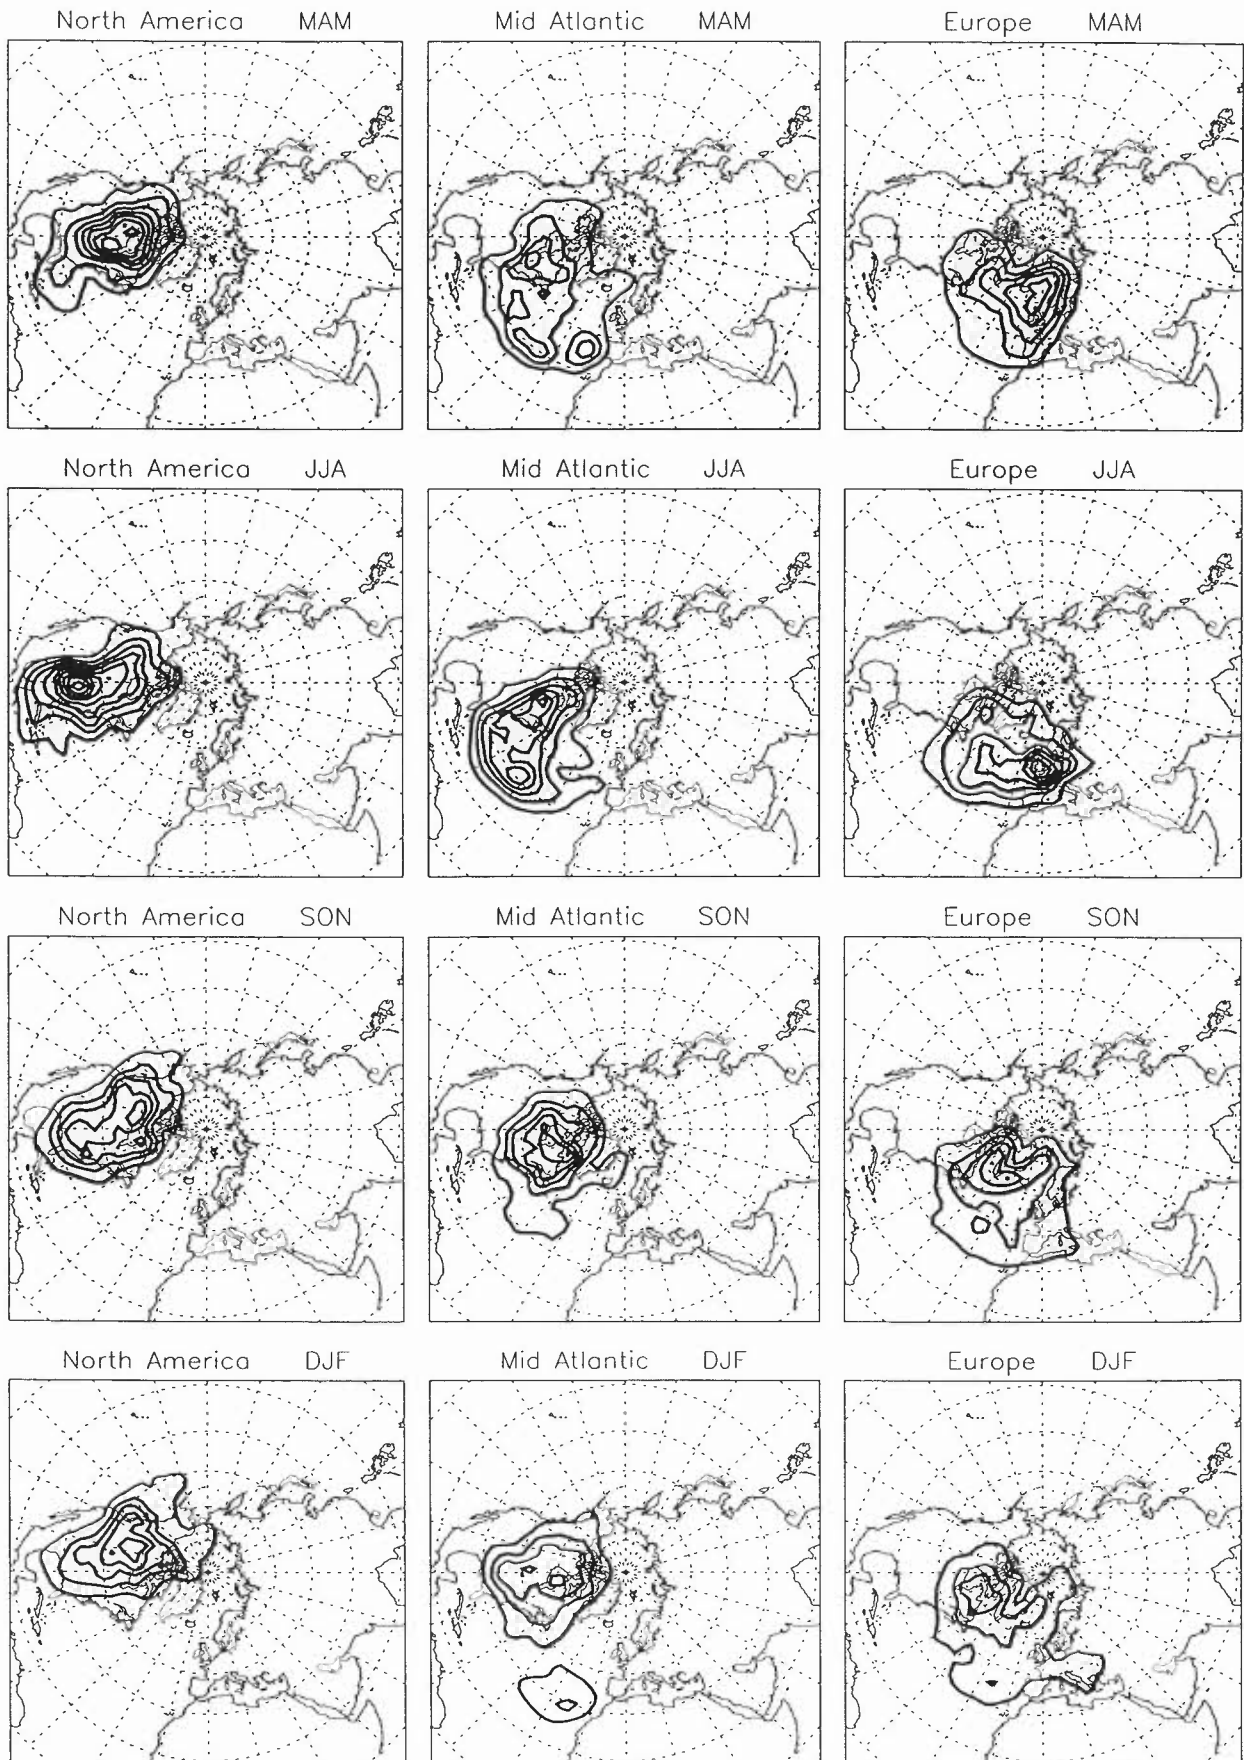 North America MAM
Mid Atlantic MAM
Europe MAM
North America JJA
Mid Atlantic JJA
Europe JJA
North America SON
Mid Atlantic SON
Europe SON
North America DJF
Mid Atlantic DJF
Europe DJF